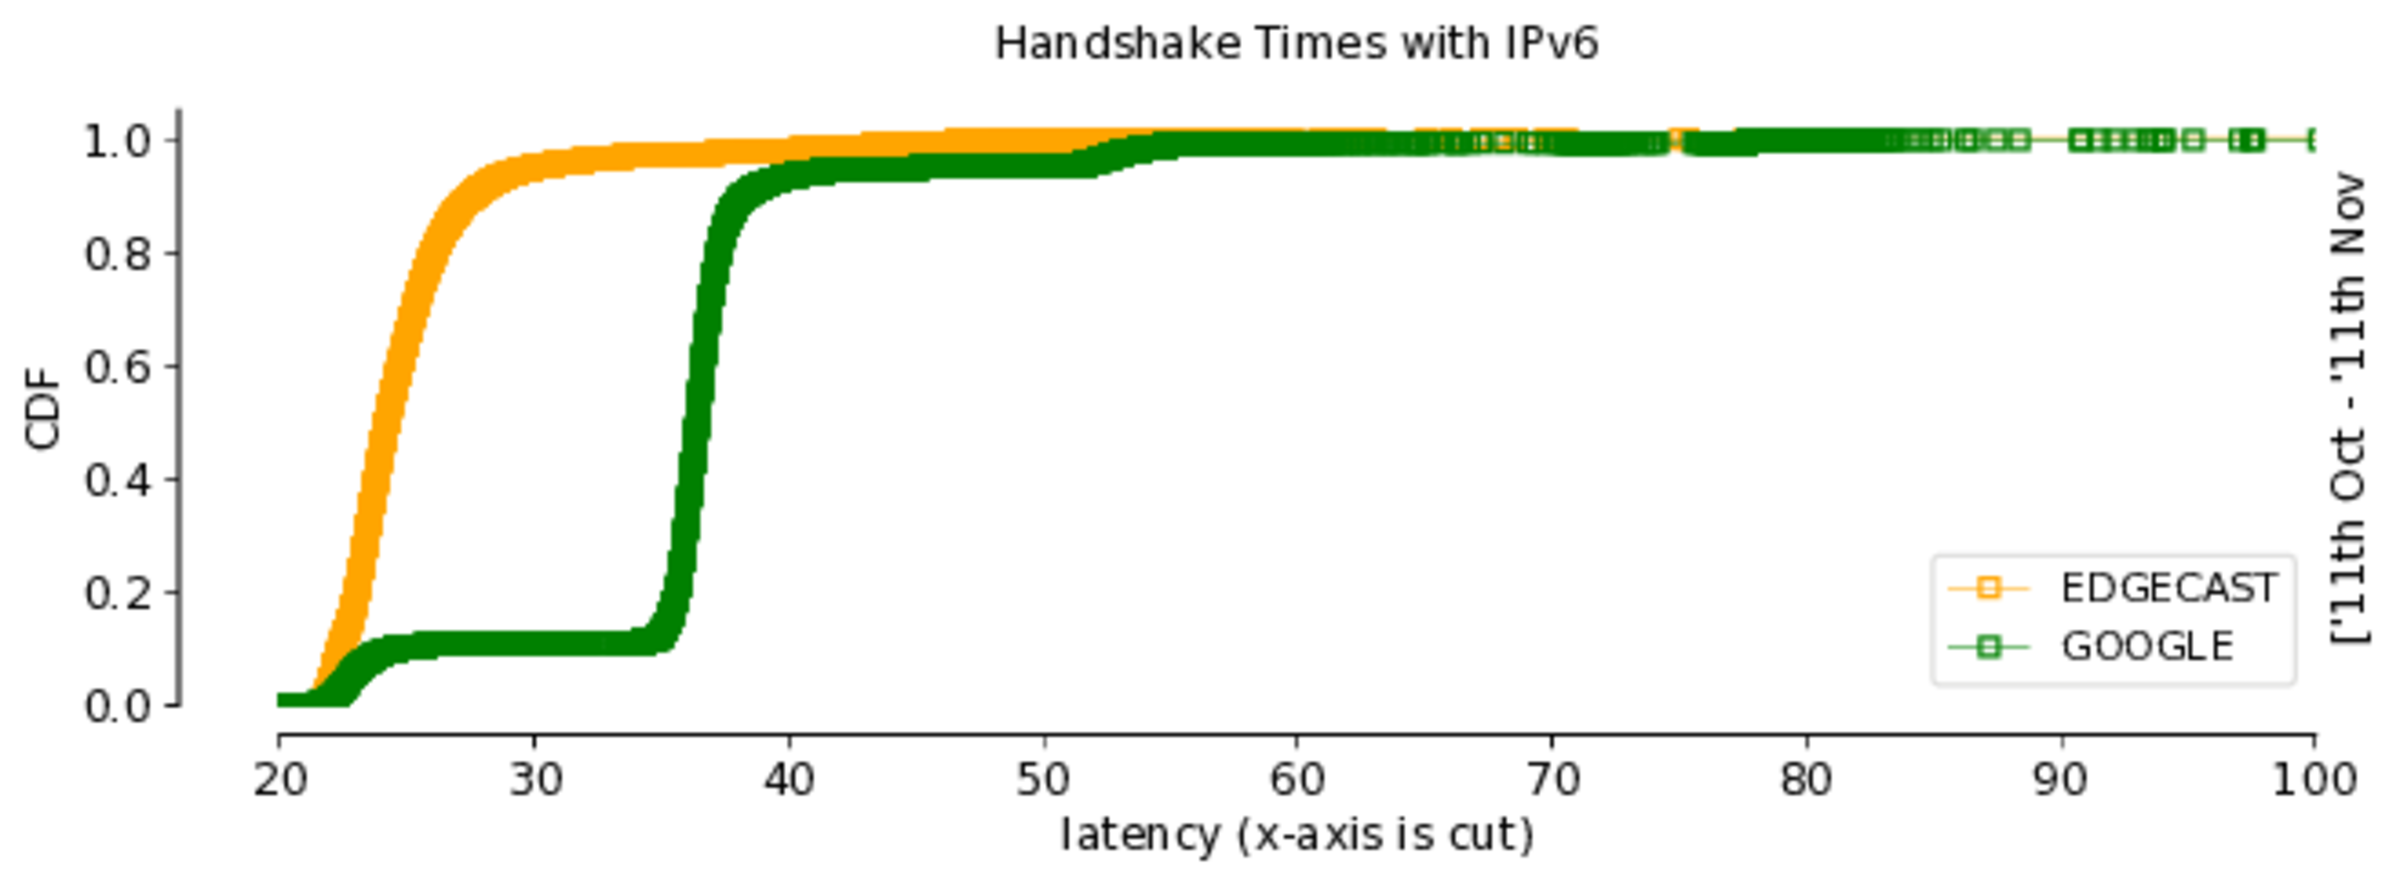 Handshake Times with IPv6
CDF
1.0
0.8
0.6
0.4
0.2
0.0
20 30 40 50 60 70 80 90 100
latency (x-axis is cut)
EDGECAST
GOOGLE
['11th Oct - '11th Nov